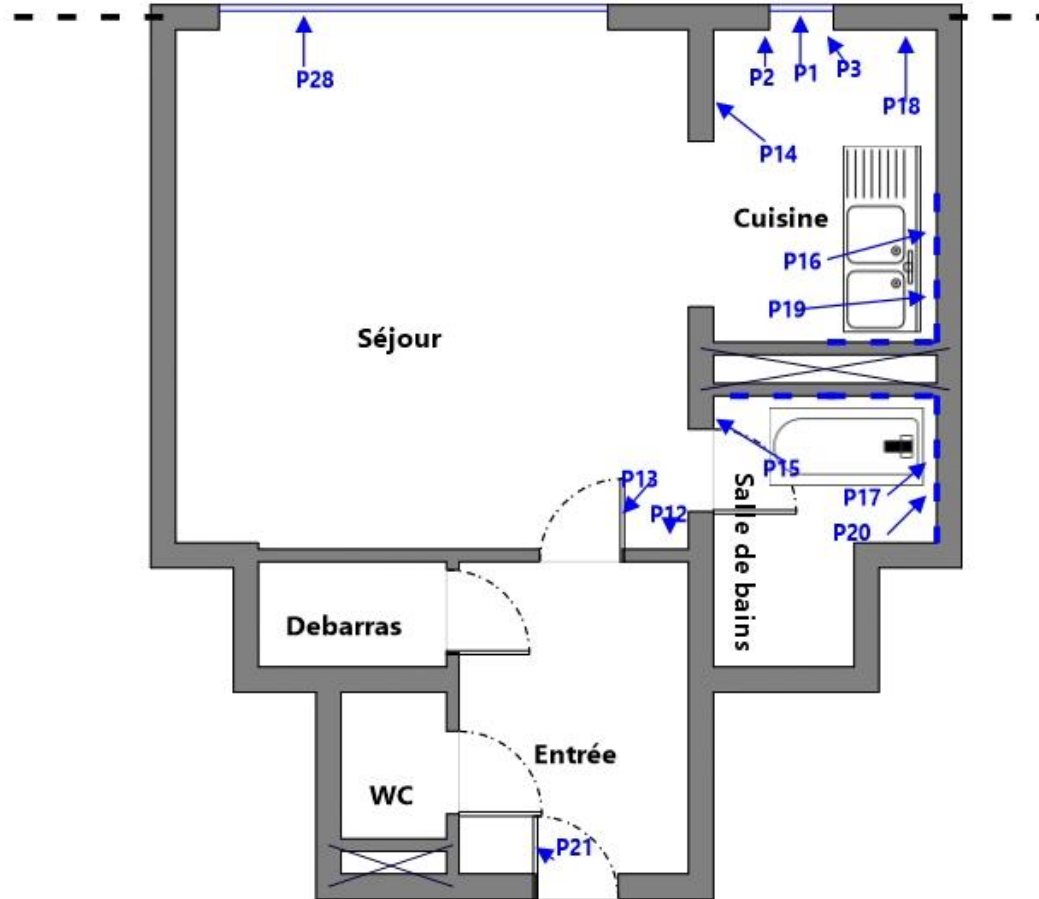 P28
P2
P1
P3
P18
P14
Cuisine
P16
P19
Séjour
P15
P13
P17
P12
P20
Salle de bains
Debarras
Entrée
WC
P21